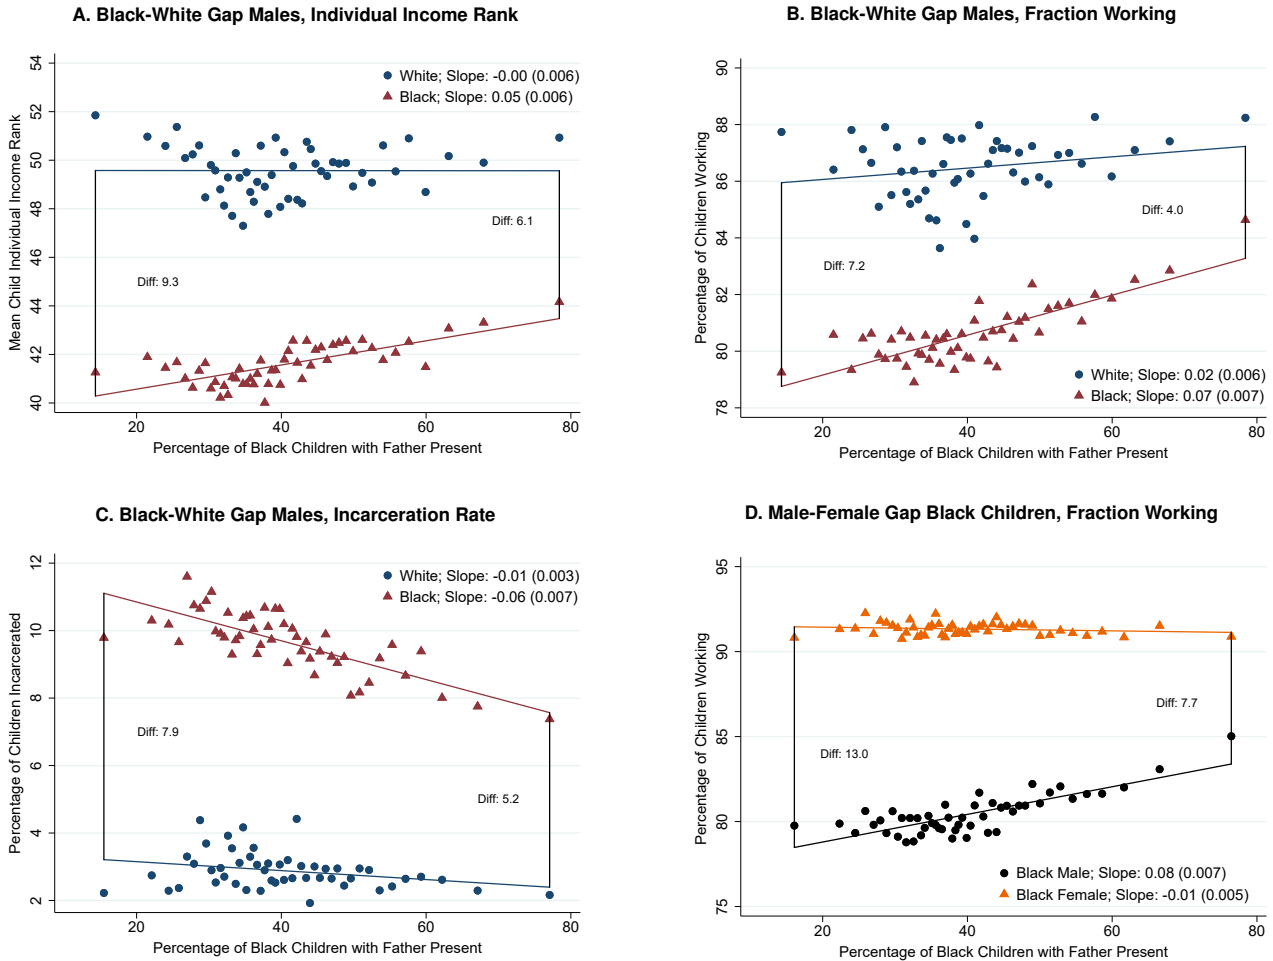 A. Black-White Gap Males, Individual Income Rank
Mean Child Individual Income Rank
54
52
50
48
46
44
42
40
White; Slope: -0.00 (0.006)
Black; Slope: 0.05 (0.006)
Diff: 9.3
Diff: 6.1
20
40
60
80
Percentage of Black Children with Father Present
B. Black-White Gap Males, Fraction Working
Percentage of Children Working
90
88
86
84
82
80
78
Diff: 7.2
Diff: 4.0
White; Slope: 0.02 (0.006)
Black; Slope: 0.07 (0.007)
20
40
60
80
Percentage of Black Children with Father Present
C. Black-White Gap Males, Incarceration Rate
Percentage of Children Incarcerated
12
10
8
6
4
2
White; Slope: -0.01 (0.003)
Black; Slope: -0.06 (0.007)
Diff: 7.9
Diff: 5.2
20
40
60
80
Percentage of Black Children with Father Present
D. Male-Female Gap Black Children, Fraction Working
Percentage of Children Working
95
90
85
80
75
Diff: 13.0
Diff: 7.7
Black Male; Slope: 0.08 (0.007)
Black Female; Slope: -0.01 (0.005)
20
40
60
80
Percentage of Black Children with Father Present